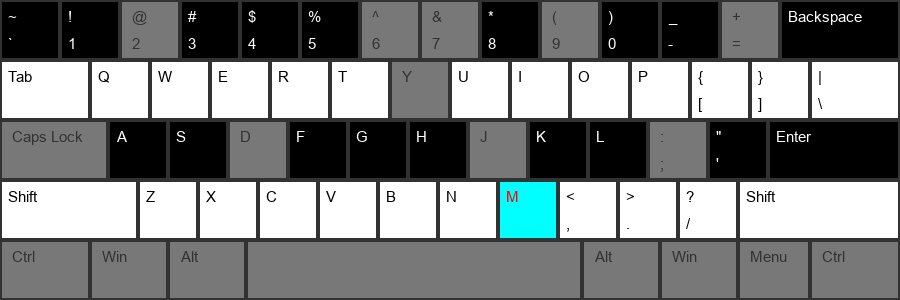 ~ ! @ # $ % ^ & * ( ) _ + Backspace
` 1 2 3 4 5 6 7 8 9 0 - =
Tab Q W E R T Y U I O P { } |
[ ] \
Caps Lock A S D F G H J K L : " Enter
; '
Shift Z X C V B N M < > ? Shift
, . /
Ctrl Win Alt Alt Win Menu Ctrl